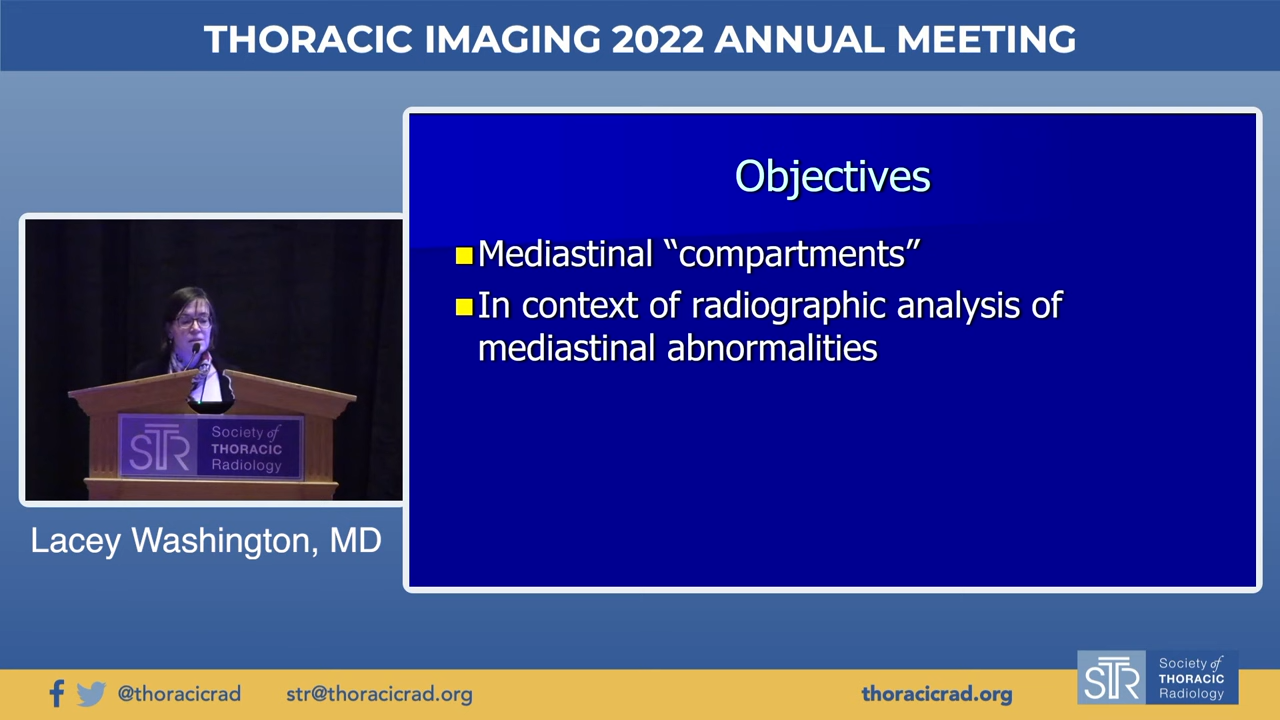 THORACIC IMAGING 2022 ANNUAL MEETING
Objectives
Mediastinal “compartments”
In context of radiographic analysis of
mediastinal abnormalities
STR
Society of
THORACIC
Radiology
Lacey Washington, MD
@thoracicrad
str@thoracicrad.org
thoracicrad.org
STR
Society of
THORACIC
Radiology